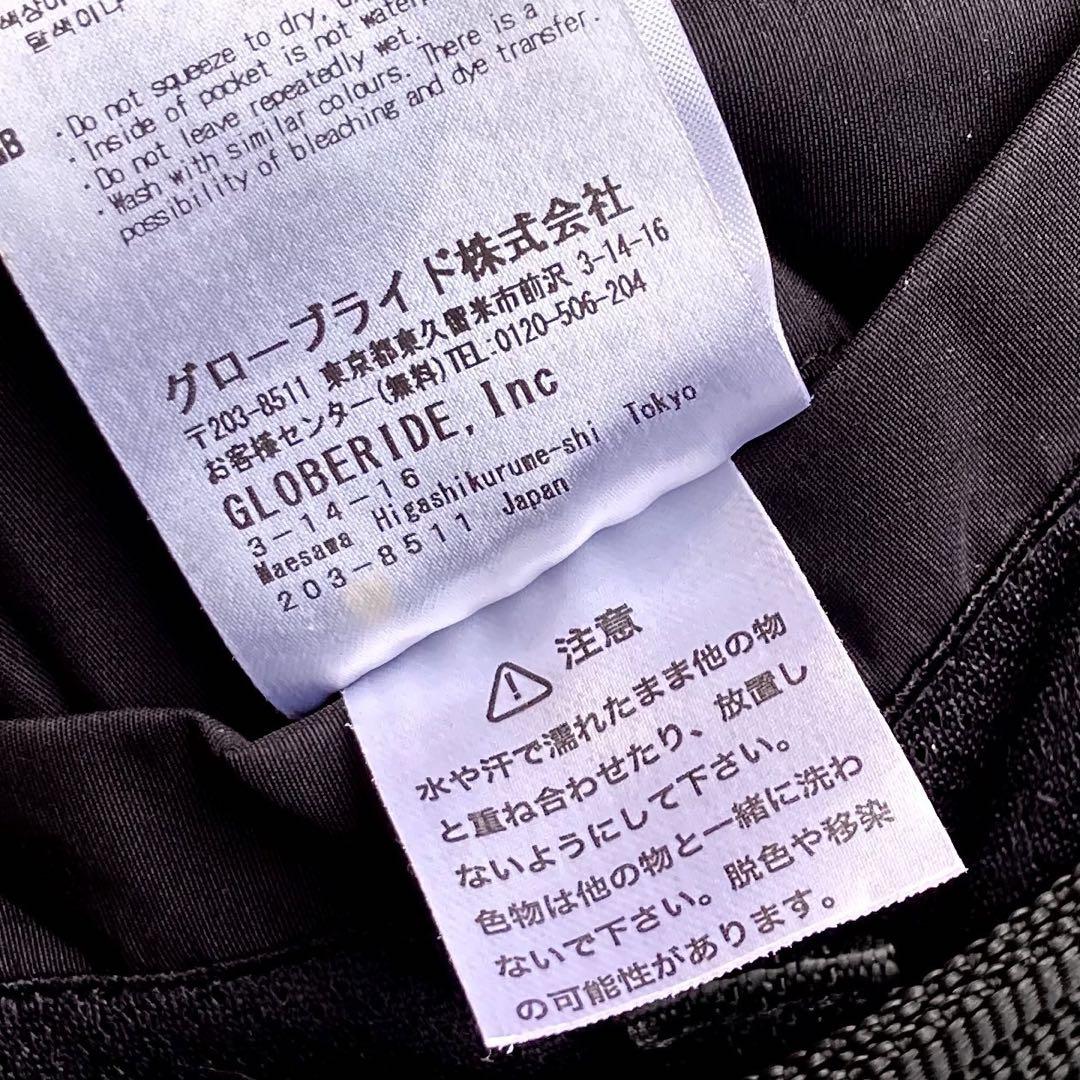 탈색이나
·Do not squeeze to dry,
·Inside of pocket is not
·Do not leave repeatedly wet.
·Wash with similar colours. There is a
possibility of bleaching and dye transfer.
グローブライド株式会社
〒203-8511 東京都東久留米市前沢 3-14-16
お客様センター(無料)TEL:0120-506-204
GLOBERIDE, Inc
3-14-16
Maesawa Higashikurume-shi Tokyo
203-8511 Japan
注意
水や汗で濡れたまま他の物
と重ね合わせたり、放置し
ないようにして下さい。
色物は他の物と一緒に洗わ
ないで下さい。脱色や移染
の可能性があります。